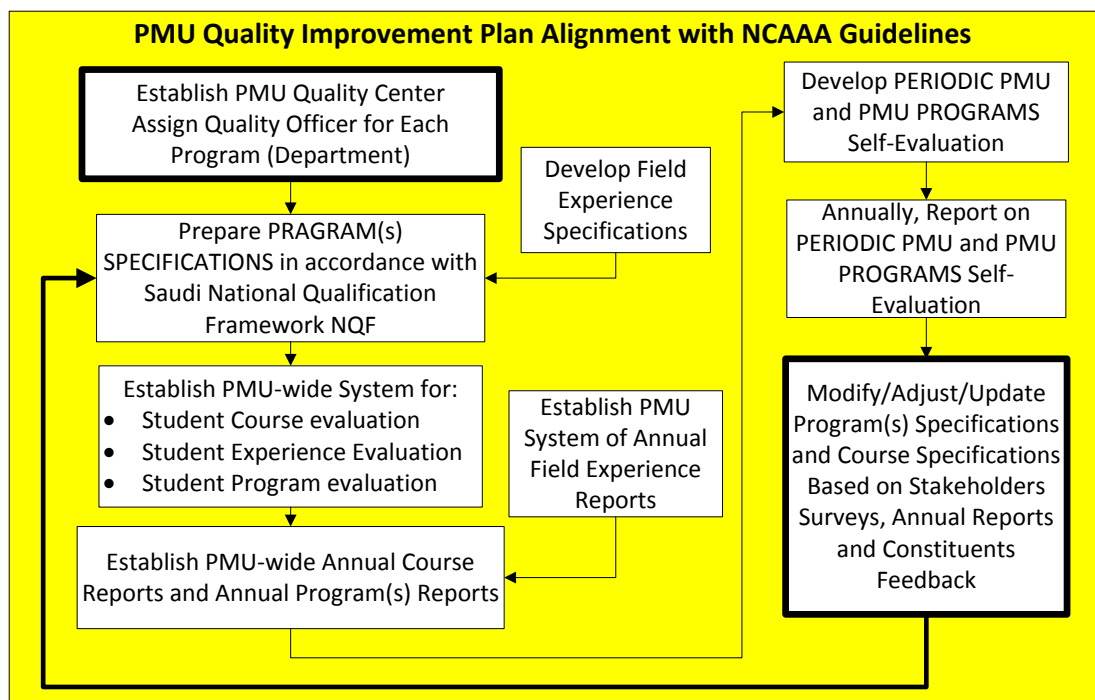 PMU Quality Improvement Plan Alignment with NCAAA Guidelines
Establish PMU Quality Center
Assign Quality Officer for Each
Program (Department)
Develop Field
Experience
Specifications
Prepare PRAGRAM(s)
SPECIFICATIONS in accordance with
Saudi National Qualification
Framework NQF
Establish PMU-wide System for:
• Student Course evaluation
• Student Experience Evaluation
• Student Program evaluation
Establish PMU
System of Annual
Field Experience
Reports
Establish PMU-wide Annual Course
Reports and Annual Program(s) Reports
Develop PERIODIC PMU
and PMU PROGRAMS
Self-Evaluation
Annually, Report on
PERIODIC PMU and PMU
PROGRAMS Self-
Evaluation
Modify/Adjust/Update
Program(s) Specifications
and Course Specifications
Based on Stakeholders
Surveys, Annual Reports
and Constituents
Feedback